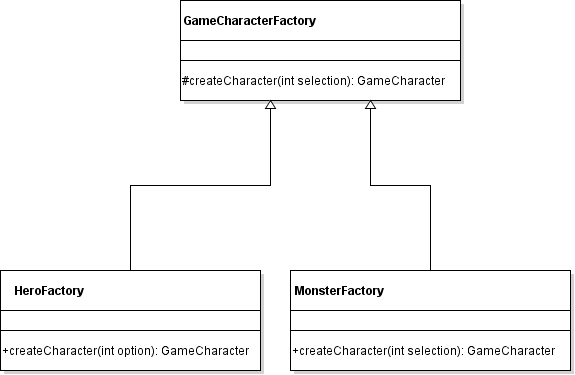 GameCharacterFactory
#createCharacter(int selection): GameCharacter
HeroFactory
MonsterFactory
+createCharacter(int option): GameCharacter
+createCharacter(int selection): GameCharacter